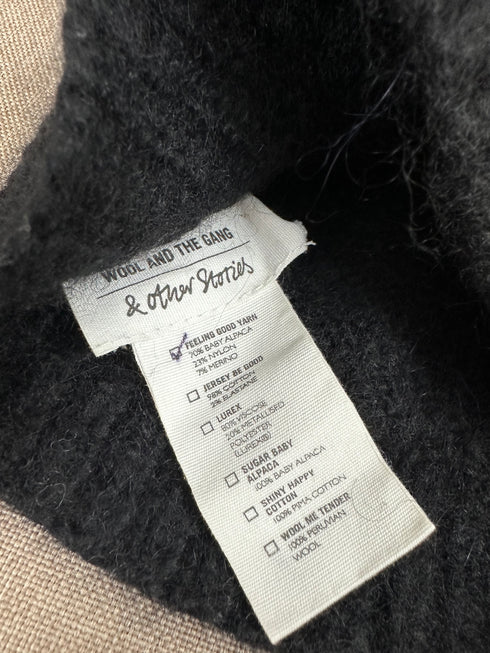 WOOL AND THE GANG
& Other Stories
FEELING GOOD YARN
70% BABY ALPACA
23% NYLON
7% MERINO
JERSEY BE GOOD
98% COTTON
2% ELASTANE
LUREX
80% VISCOSE
20% METALLISED
POLYESTER
(LUREX®)
SUGAR BABY
ALPACA
100% BABY ALPACA
SHINY HAPPY
COTTON
100% PIMA COTTON
WOOL ME TENDER
100% PERUVIAN
WOOL